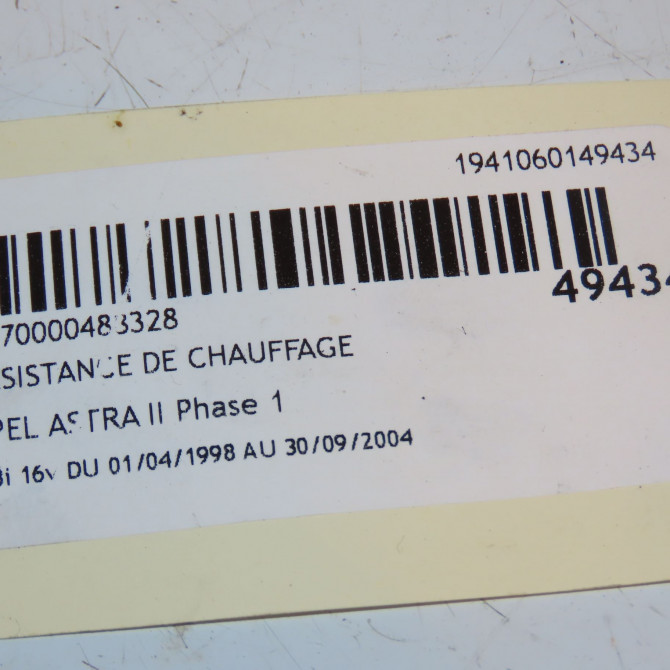 1941060149434
4943
70000483328
SISTANCE DE CHAUFFAGE
PEL ASTRA II Phase 1
i 16v DU 01/04/1998 AU 30/09/2004